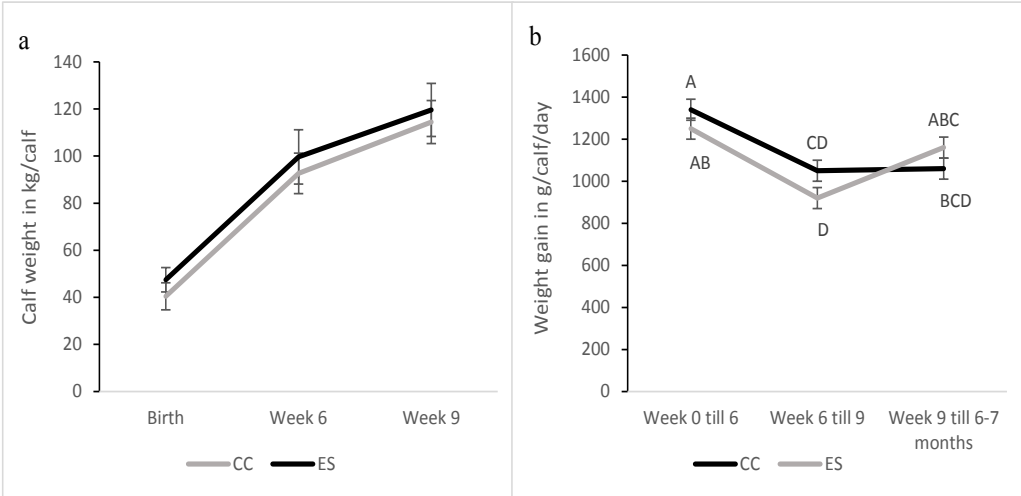 a
Calf weight in kg/calf
140
120
100
80
60
40
20
0
Birth Week 6 Week 9
CC ES
b
Weight gain in g/calf/day
1600
1400
1200
1000
800
600
400
200
0
A
AB
CD
D
ABC
BCD
Week 0 till 6 Week 6 till 9 Week 9 till 6-7
months
CC ES